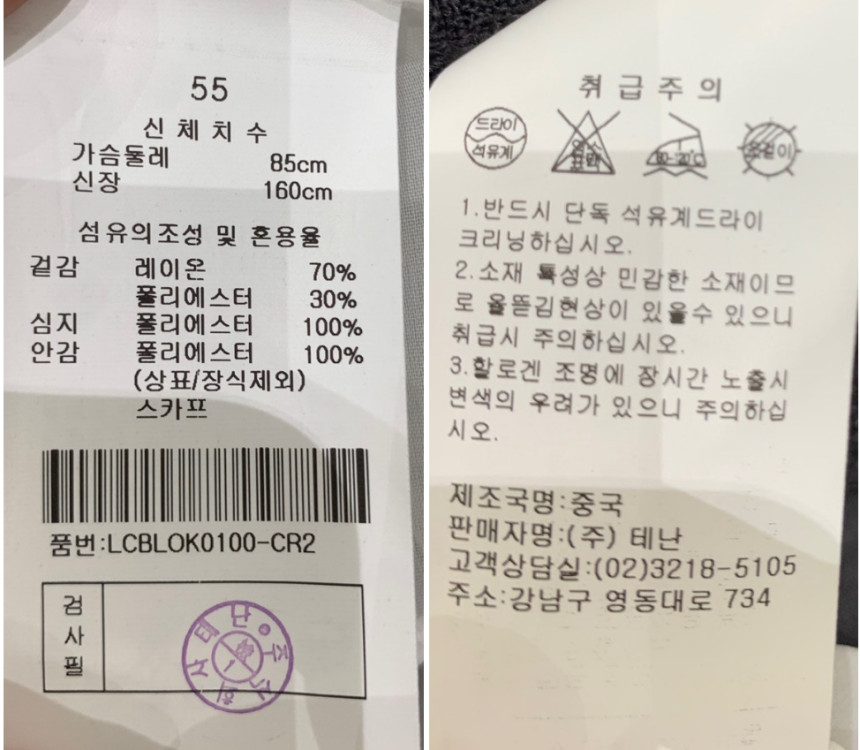 55
신체치수
가슴둘레 85cm
신장 160cm
섬유의조성 및 혼용율
겉감 레이온 70%
폴리에스터 30%
심지 폴리에스터 100%
안감 폴리에스터 100%
(상표/장식제외)
스카프
품번:LCBLOK0100-CR2
검
사
필
취급주의
드라이
석유계
염소
표백
옷걸이
1.반드시 단독 석유계드라이
크리닝하십시오.
2.소재 특성상 민감한 소재이므
로 올뜯김현상이 있을수 있으니
취급시 주의하십시오.
3.할로겐 조명에 장시간 노출시
변색의 우려가 있으니 주의하십
시오.
제조국명:중국
판매자명:(주) 테난
고객상담실:(02)3218-5105
주소:강남구 영동대로 734